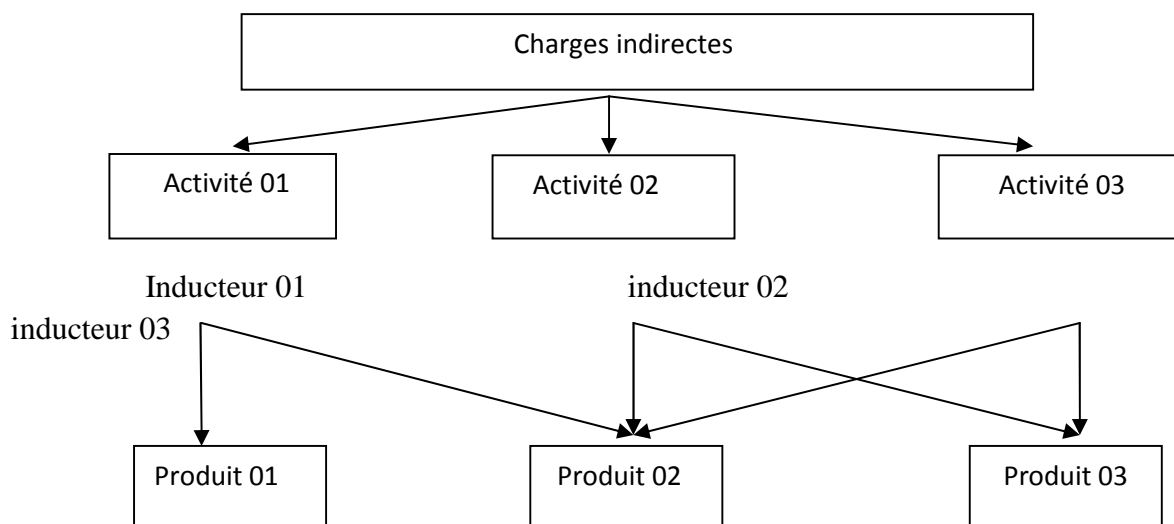 Charges indirectes
Activité 01 Activité 02 Activité 03
Inducteur 01 inducteur 02
inducteur 03
Produit 01 Produit 02 Produit 03